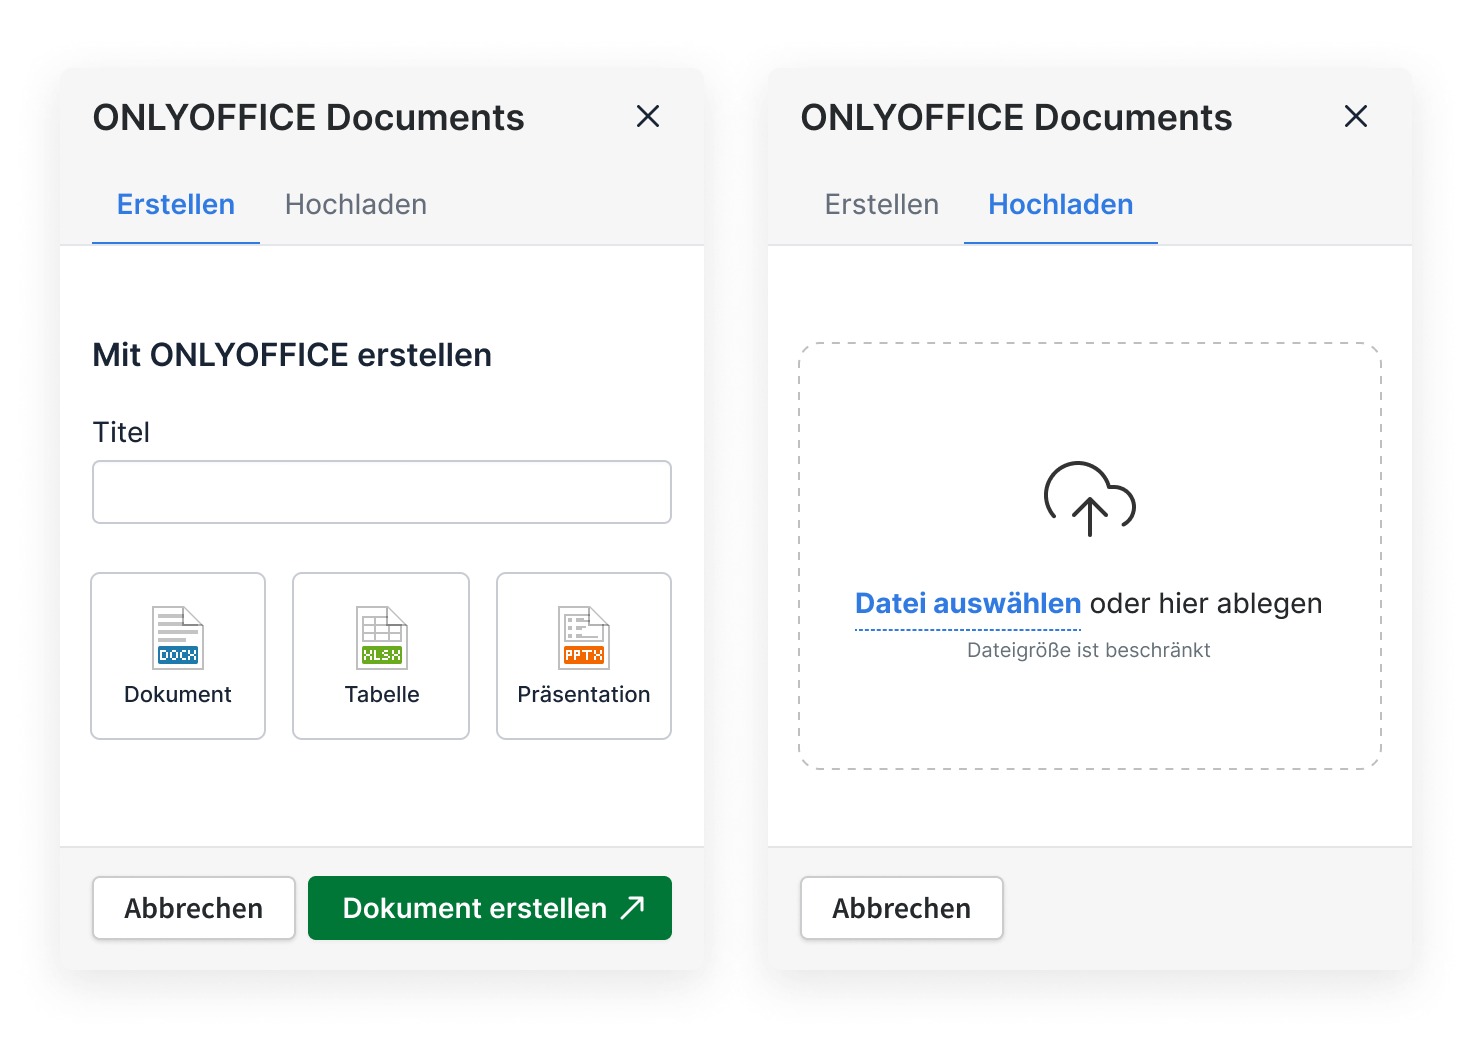 ONLYOFFICE Documents
Erstellen Hochladen
Mit ONLYOFFICE erstellen
Titel
DOCX XLSX PPTX
Dokument Tabelle Präsentation
Abbrechen Dokument erstellen
ONLYOFFICE Documents
Erstellen Hochladen
Datei auswählen oder hier ablegen
Dateigröße ist beschränkt
Abbrechen